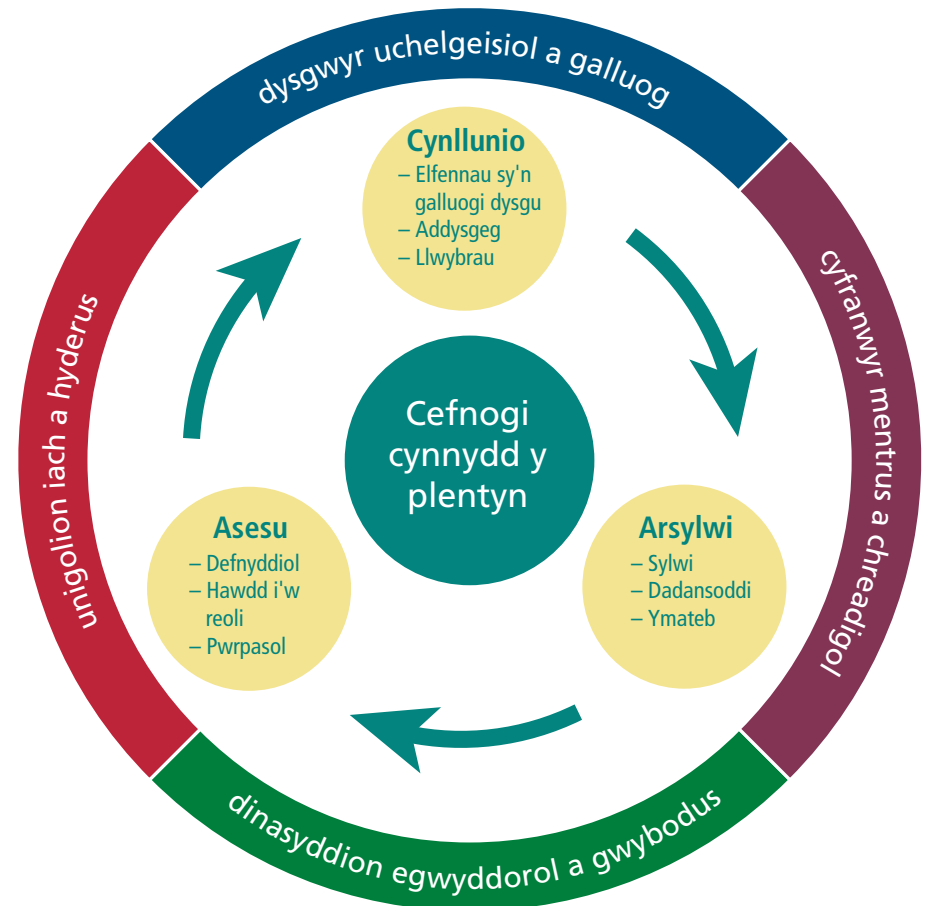 dysgwyr uchelgeisiol a galluog
Cynllunio
– Elfennau sy'n
galluogi dysgu
– Addysgeg
– Llwybrau
cyfranwyr mentrus a chreadigol
unigolion iach a hyderus
Cefnogi
cynnydd y
plentyn
Asesu
– Defnyddiol
– Hawdd i'w
reoli
– Pwrpasol
Arsylwi
– Sylwi
– Dadansoddi
– Ymateb
dinasyddion egwyddorol a gwybodus